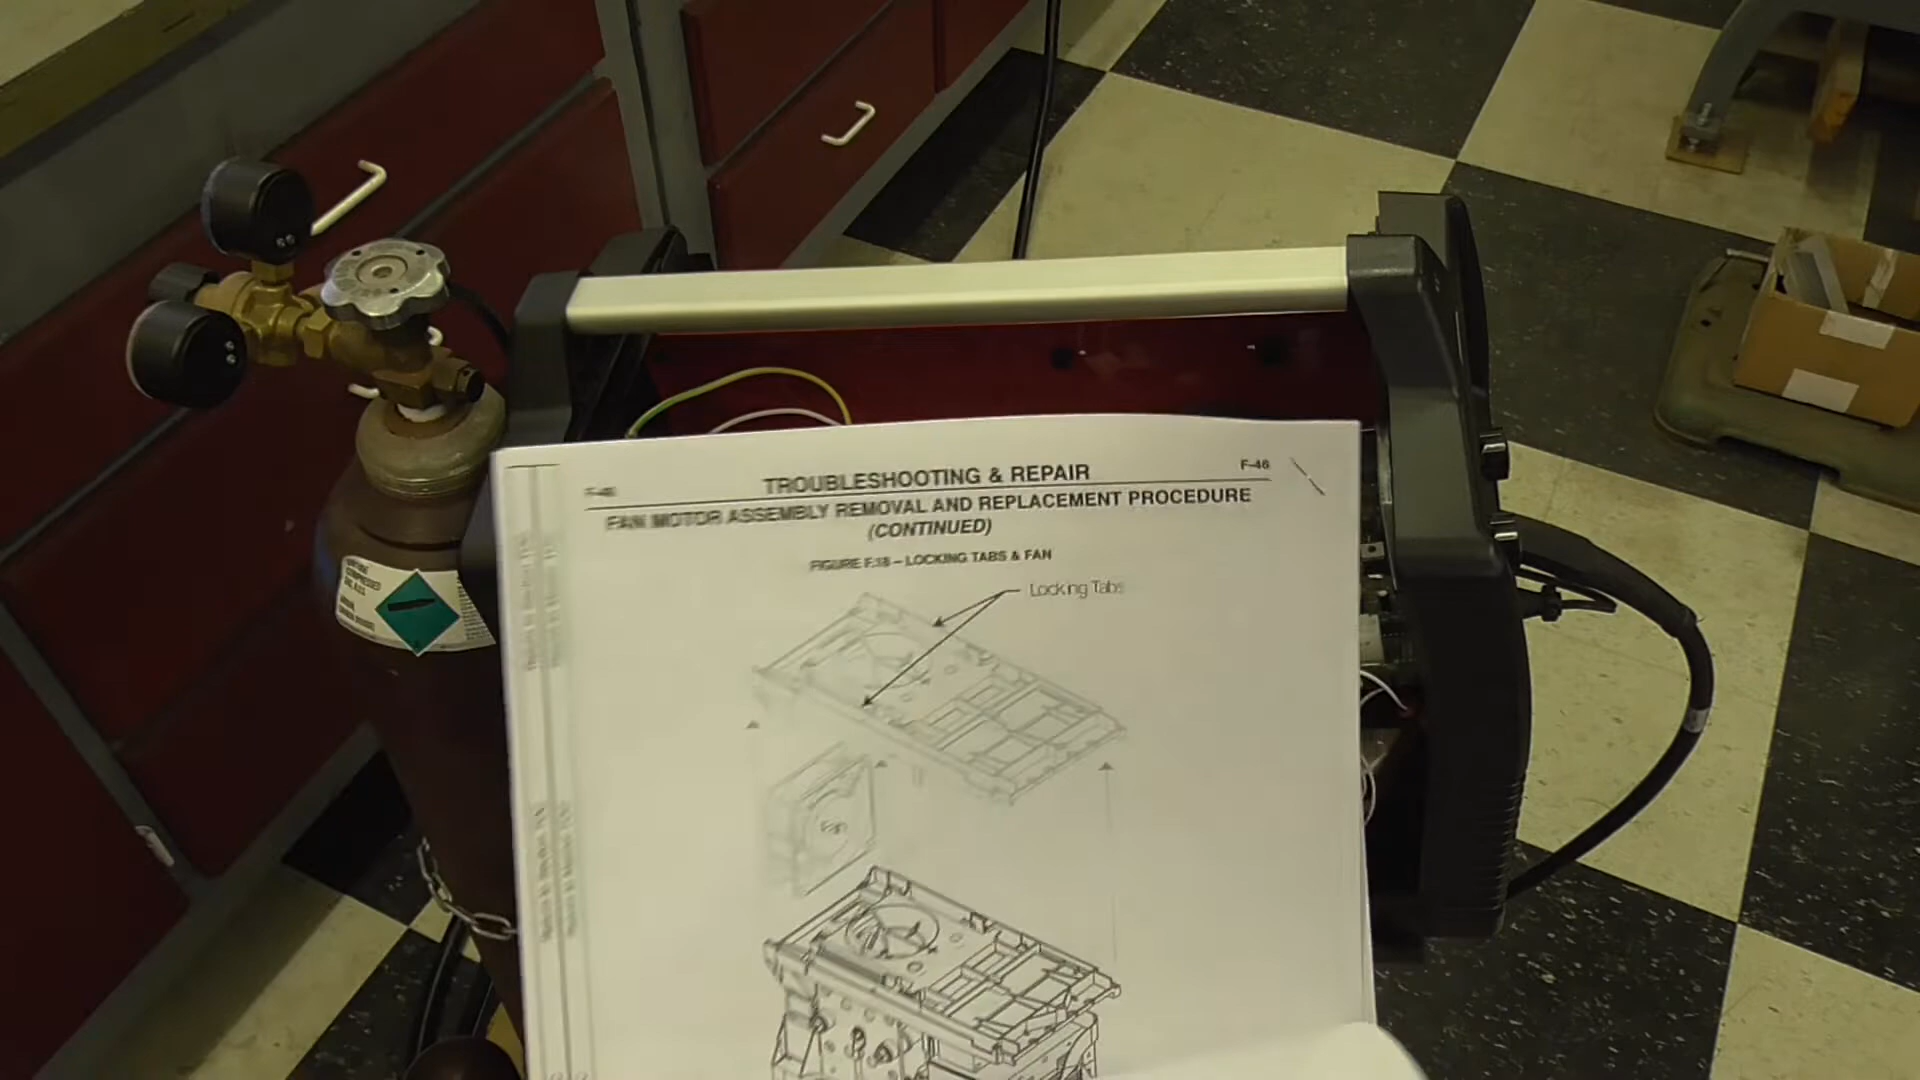 TROUBLESHOOTING & REPAIR
F-46
F-46
FAN MOTOR ASSEMBLY REMOVAL AND REPLACEMENT PROCEDURE
(CONTINUED)
FIGURE F.18 – LOCKING TABS & FAN
Locking Tabs
Fan
COMPRESSED